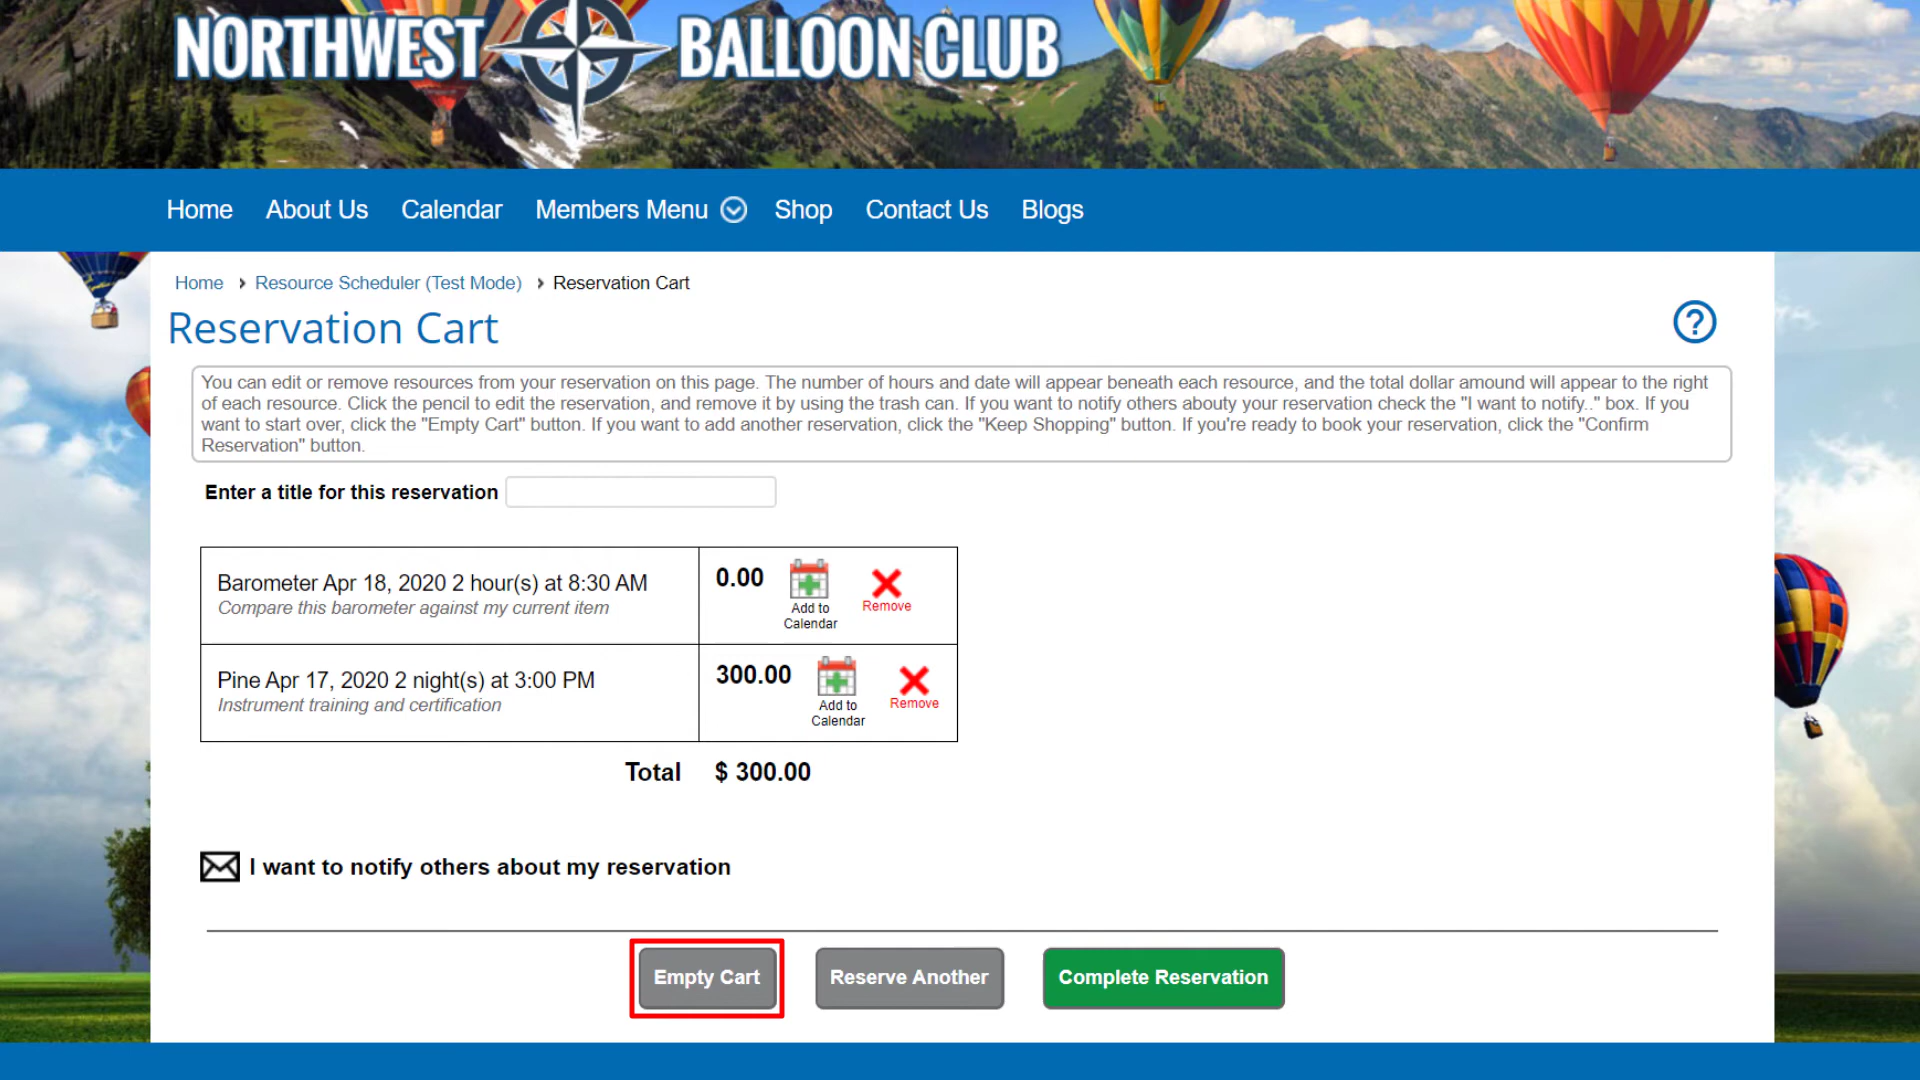 NORTHWEST BALLOON CLUB
Home About Us Calendar Members Menu Shop Contact Us Blogs
Home Resource Scheduler (Test Mode) Reservation Cart
Reservation Cart
You can edit or remove resources from your reservation on this page. The number of hours and date will appear beneath each resource, and the total dollar amound will appear to the right
of each resource. Click the pencil to edit the reservation, and remove it by using the trash can. If you want to notify others abouty your reservation check the "I want to notify.." box. If you
want to start over, click the "Empty Cart" button. If you want to add another reservation, click the "Keep Shopping" button. If you're ready to book your reservation, click the "Confirm
Reservation" button.
Enter a title for this reservation
Barometer Apr 18, 2020 2 hour(s) at 8:30 AM
Compare this barometer against my current item
0.00
Add to
Calendar
Remove
Pine Apr 17, 2020 2 night(s) at 3:00 PM
Instrument training and certification
300.00
Add to
Calendar
Remove
Total $ 300.00
I want to notify others about my reservation
Empty Cart Reserve Another Complete Reservation